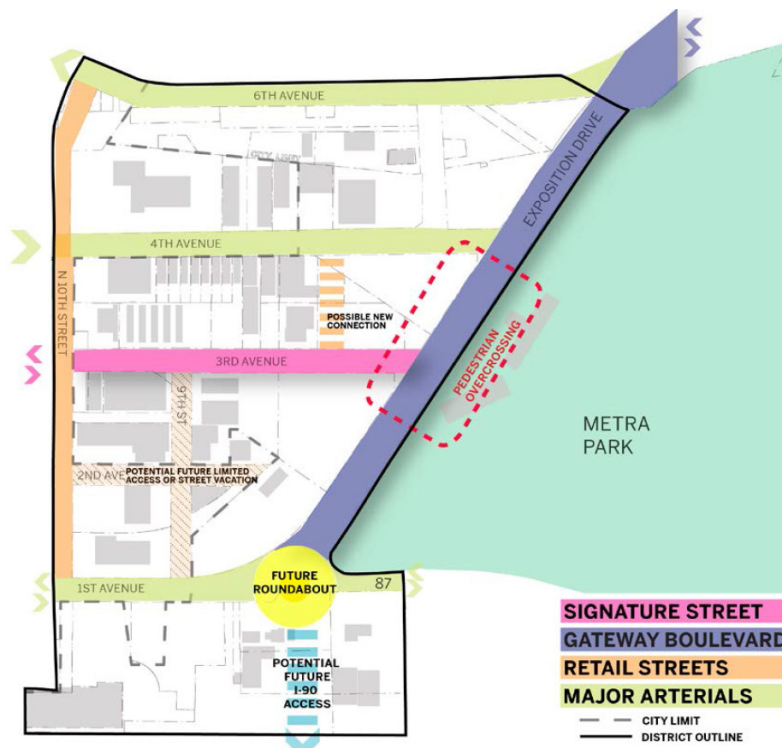 6TH AVENUE
CITY LIMIT
EXPOSITION DRIVE
4TH AVENUE
N 10TH STREET
POSSIBLE NEW
CONNECTION
3RD AVENUE
PEDESTRIAN
OVERCROSSING
9TH ST
METRA
PARK
2ND AVE
POTENTIAL FUTURE LIMITED
ACCESS OR STREET VACATION
1ST AVENUE
FUTURE
ROUNDABOUT
87
POTENTIAL
FUTURE
I-90
ACCESS
SIGNATURE STREET
GATEWAY BOULEVARD
RETAIL STREETS
MAJOR ARTERIALS
CITY LIMIT
DISTRICT OUTLINE